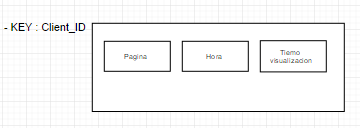 - KEY : Client_ID
Pagina
Hora
Tiemo
visualizacion